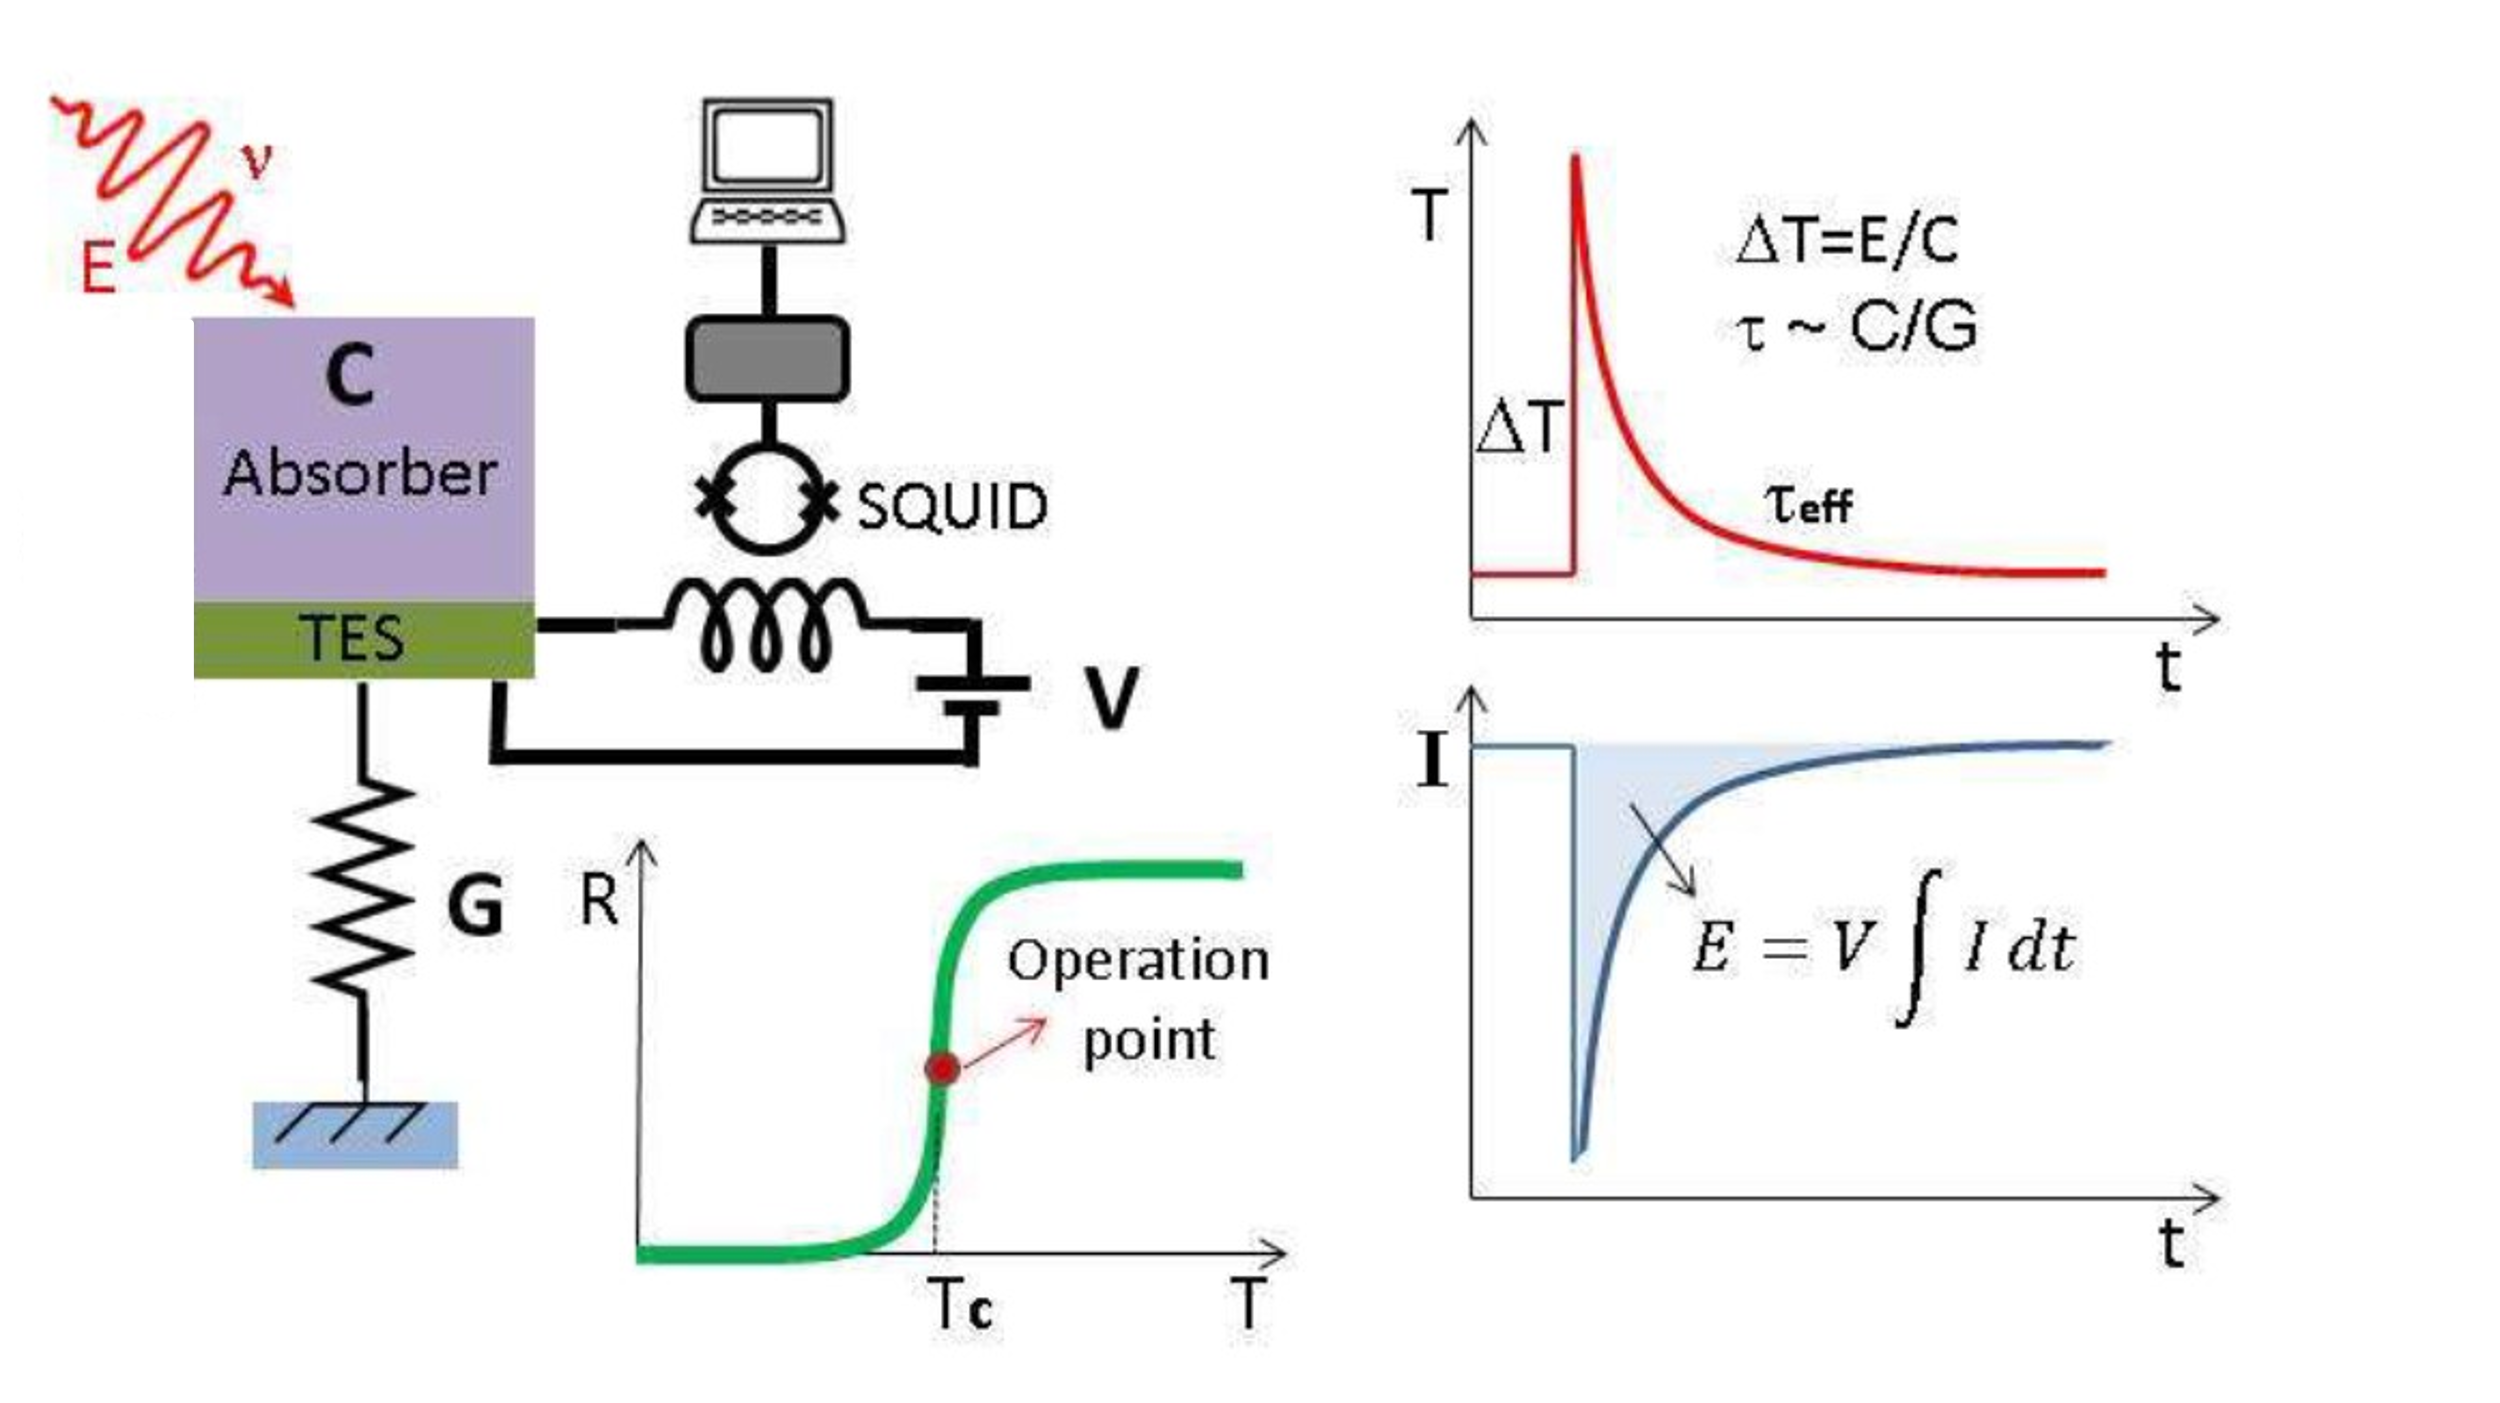 ν
E
C
Absorber
TES
SQUID
V
G
R
Operation
point
Tc
T
T
ΔT=E/C
τ ~ C/G
ΔT
τeff
t
I
E = V ∫ I dt
t